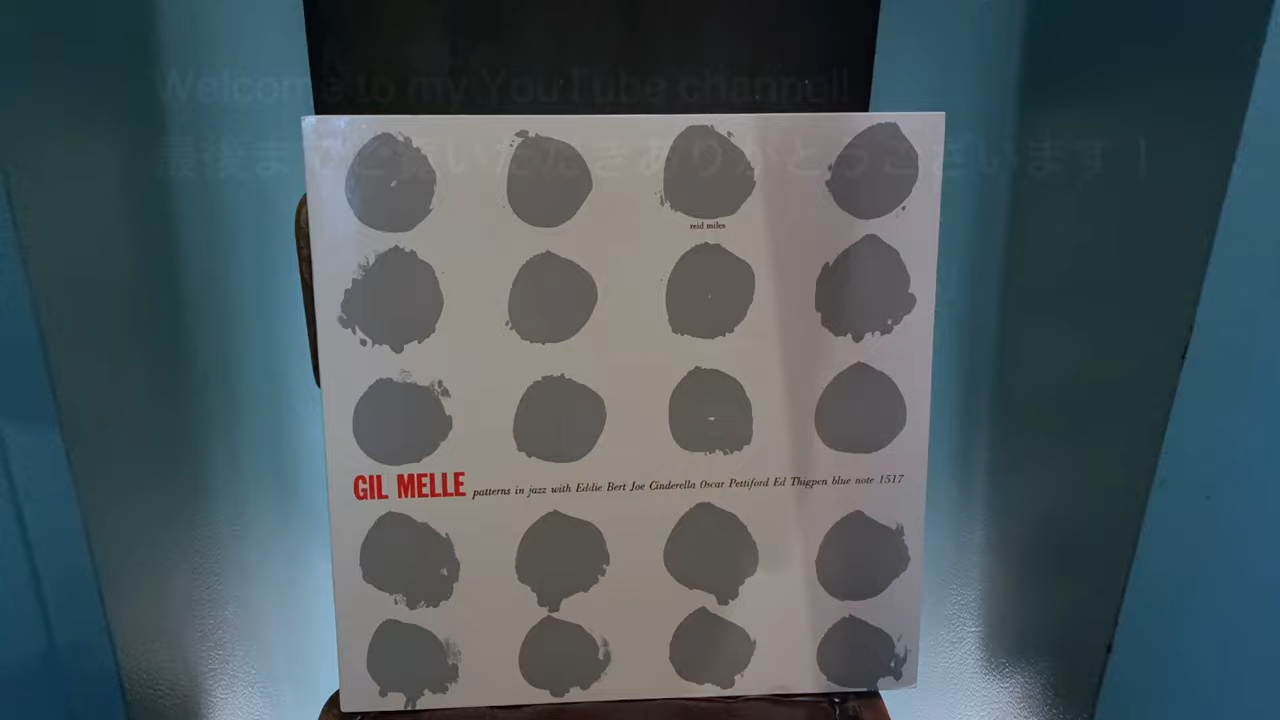 Welcome to my YouTube channel!
最後までご覧いただきありがとうございます！
reid miles
GIL MELLE patterns in jazz with Eddie Bert Joe Cinderella Oscar Pettiford Ed Thigpen blue note 1517